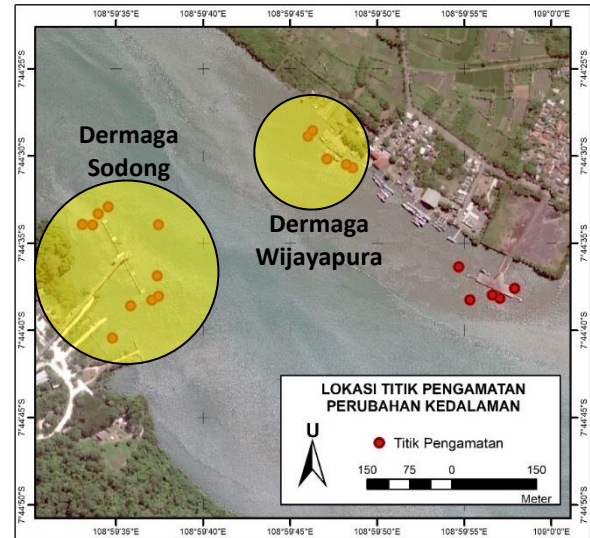 108°59'35"E 108°59'40"E 108°59'45"E 108°59'50"E 108°59'55"E 109°0'0"E
7°44'25"S
7°44'30"S
7°44'35"S
7°44'40"S
7°44'45"S
7°44'50"S
7°44'25"S
7°44'30"S
7°44'35"S
7°44'40"S
7°44'45"S
7°44'50"S
Dermaga
Sodong
Dermaga
Wijayapura
LOKASI TITIK PENGAMATAN
PERUBAHAN KEDALAMAN
U
Titik Pengamatan
150 75 0 150
Meter
108°59'35"E 108°59'40"E 108°59'45"E 108°59'50"E 108°59'55"E 109°0'1"E